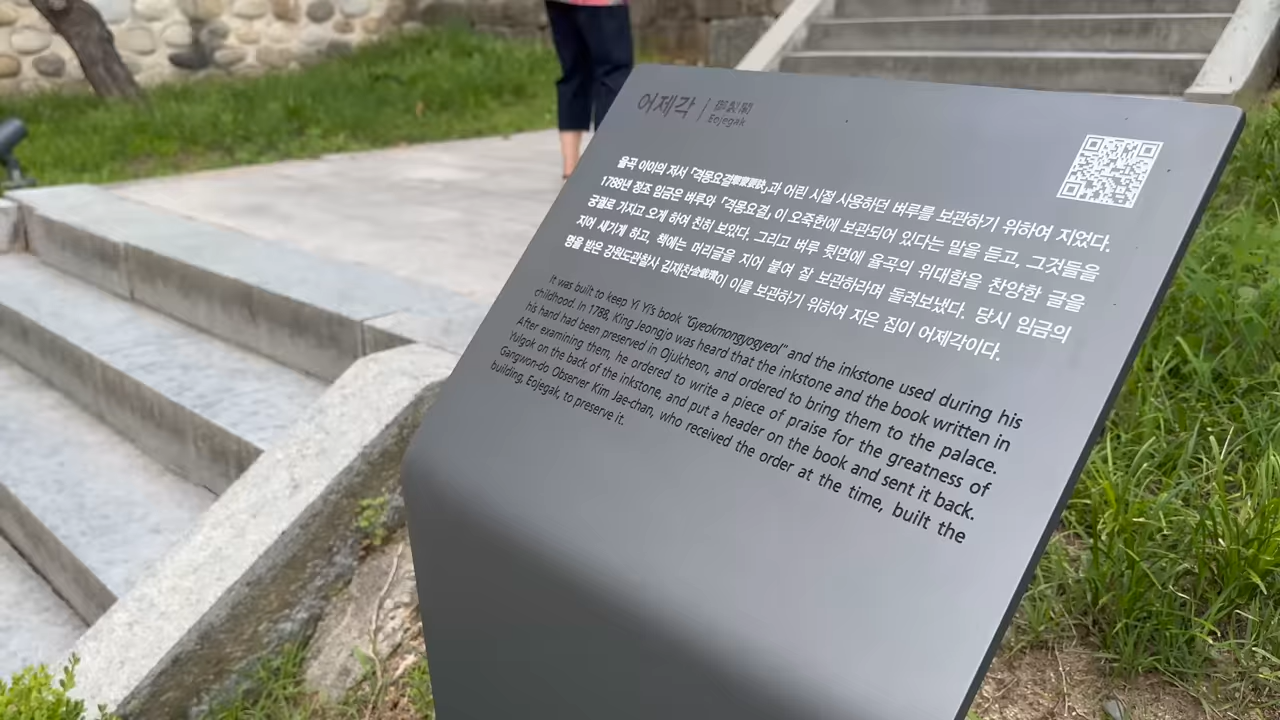 어제각 御製閣
Eojegak
율곡 이이의 저서 「격몽요결擊蒙要訣」과 어린 시절 사용하던 벼루를 보관하기 위하여 지었다.
1788년 정조 임금은 벼루와 「격몽요결」이 오죽헌에 보관되어 있다는 말을 듣고, 그것들을
궁궐로 가지고 오게 하여 친히 보았다. 그리고 벼루 뒷면에 율곡의 위대함을 찬양한 글을
지어 새기게 하고, 책에는 머리글을 지어 붙여 잘 보관하라며 돌려보냈다. 당시 임금의
명을 받은 강원도관찰사 김재찬金載瓚이 이를 보관하기 위하여 지은 집이 어제각이다.
It was built to keep Yi Yi's book "Gyeokmongyogyeol" and the inkstone used during his
childhood. In 1788, King Jeongjo was heard that the inkstone and the book written in
his hand had been preserved in Ojukheon, and ordered to bring them to the palace.
After examining them, he ordered to write a piece of praise for the greatness of
Yulgok on the back of the inkstone, and put a header on the book and sent it back.
Gangwon-do Observer Kim Jae-chan, who received the order at the time, built the
building, Eojegak, to preserve it.